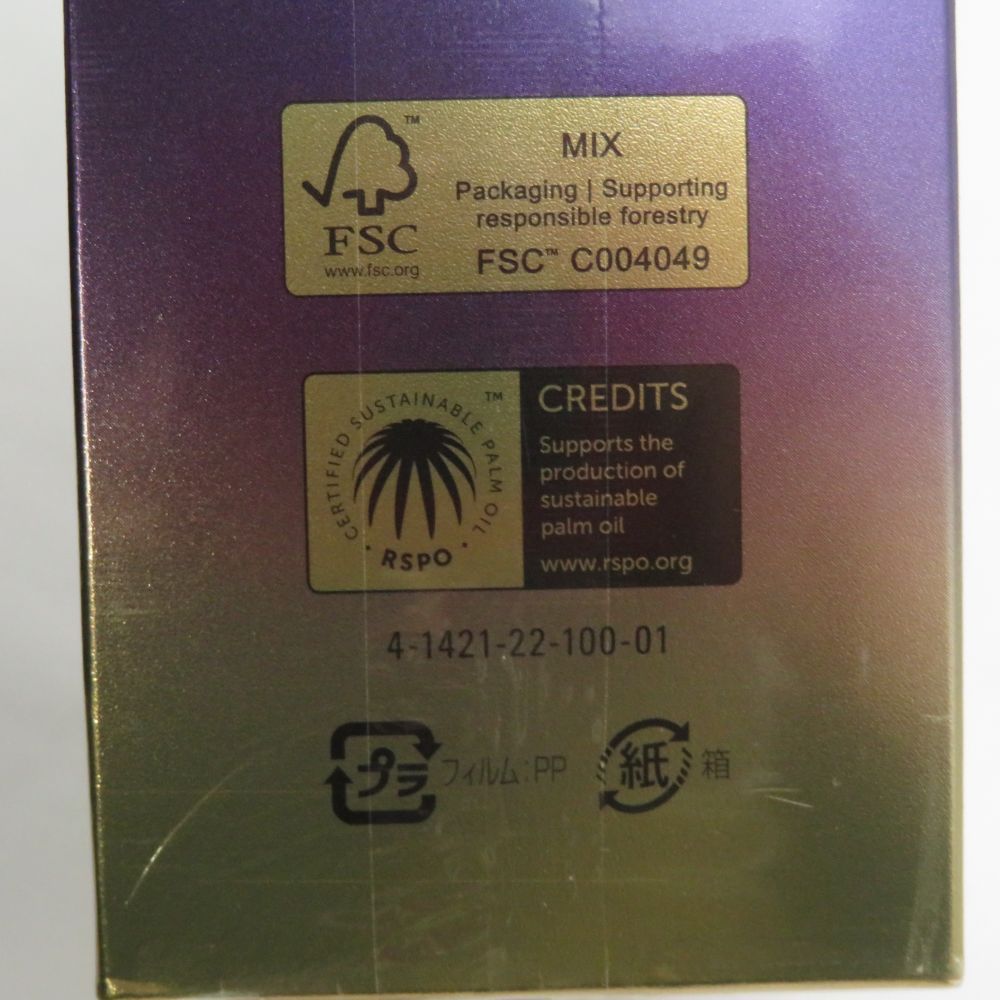 FSC™
www.fsc.org
MIX
Packaging | Supporting
responsible forestry
FSC™ C004049
CERTIFIED SUSTAINABLE PALM OIL ™
· RSPO ·
CREDITS
Supports the
production of
sustainable
palm oil
www.rspo.org
4-1421-22-100-01
プラ フィルム:PP 紙 箱